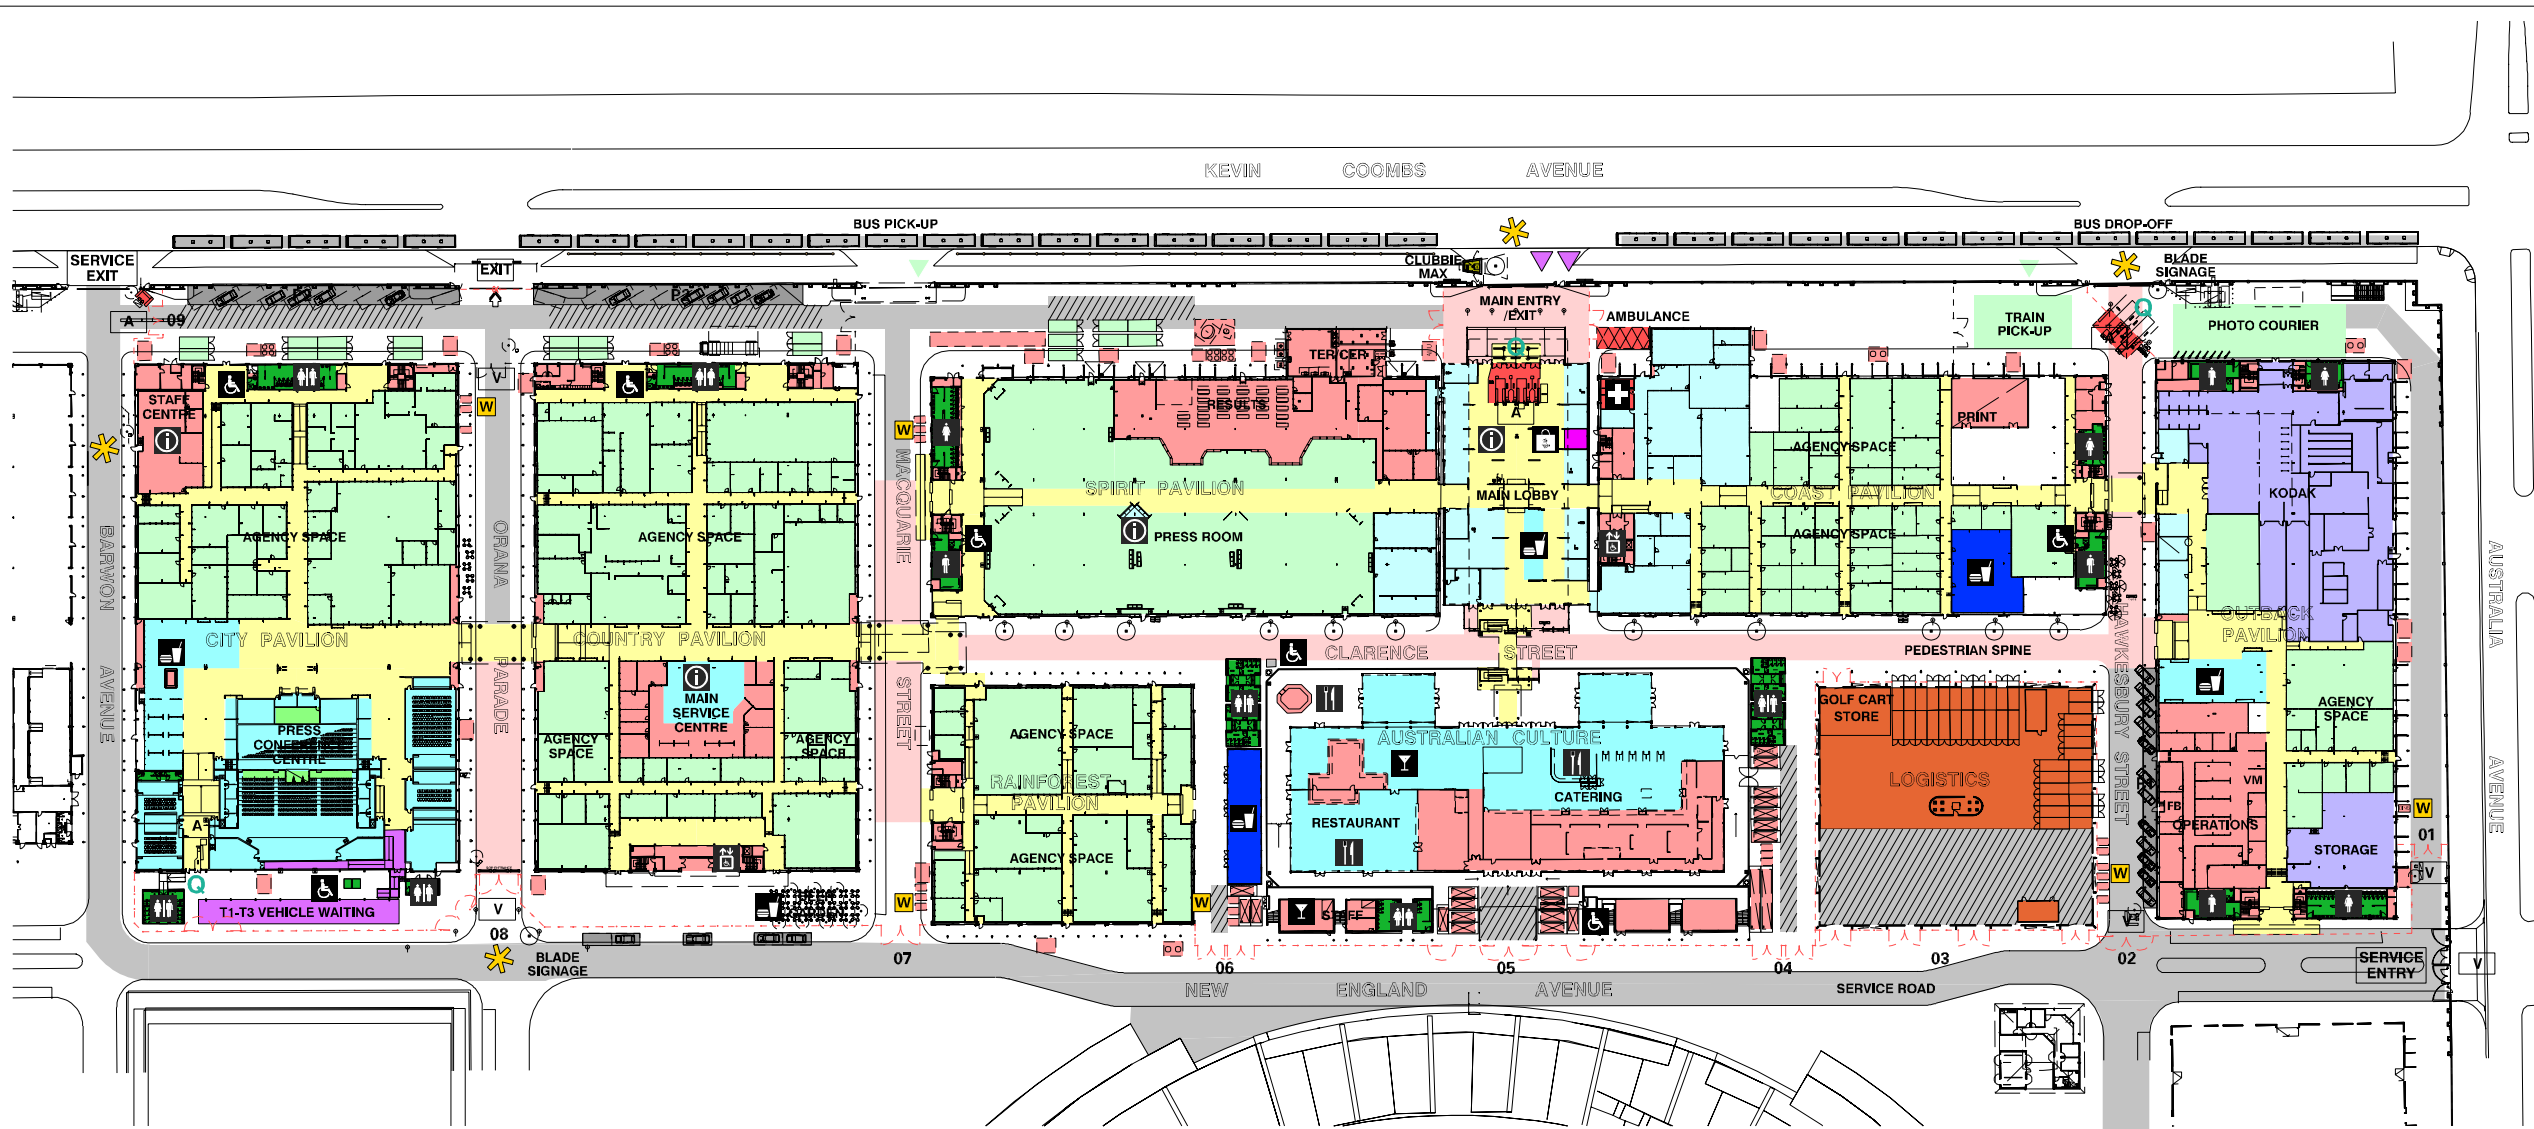 KEVIN COOMBS AVENUE
BUS PICK-UP
BUS DROP-OFF
SERVICE
EXIT
EXIT
CLUBBIE
MAX
BLADE
SIGNAGE
MAIN ENTRY
/EXIT
AMBULANCE
TRAIN
PICK-UP
PHOTO COURIER
Q
Q
A
09
V
TER/CER
STAFF
CENTRE
W
W
RESULTS
A
PRINT
AGENCY SPACE
MACQUARIE
STREET
SPIRIT PAVILION
MAIN LOBBY
COAST PAVILION
KODAK
BARWON
AVENUE
ORANA
PARADE
AGENCY SPACE
AGENCY SPACE
PRESS ROOM
AGENCY SPACE
AUSTRALIA
AVENUE
HAWKESBURY STREET
OUTBACK
PAVILION
CITY PAVILION
COUNTRY PAVILION
CLARENCE STREET
PEDESTRIAN SPINE
MAIN
SERVICE
CENTRE
GOLF CART
STORE
AGENCY
SPACE
PRESS
CONFERENCE
CENTRE
AGENCY
SPACE
AGENCY
SPACE
AGENCY SPACE
AUSTRALIAN CULTURE
RAINFOREST
PAVILION
LOGISTICS
VM
CATERING
FB
W
A
RESTAURANT
OPERATIONS
01
AGENCY SPACE
STORAGE
Q
W
V
T1-T3 VEHICLE WAITING
V
W
W
STAFF
V
08
07
06
05
04
03
02
BLADE
SIGNAGE
SERVICE
ENTRY
V
NEW ENGLAND AVENUE
SERVICE ROAD